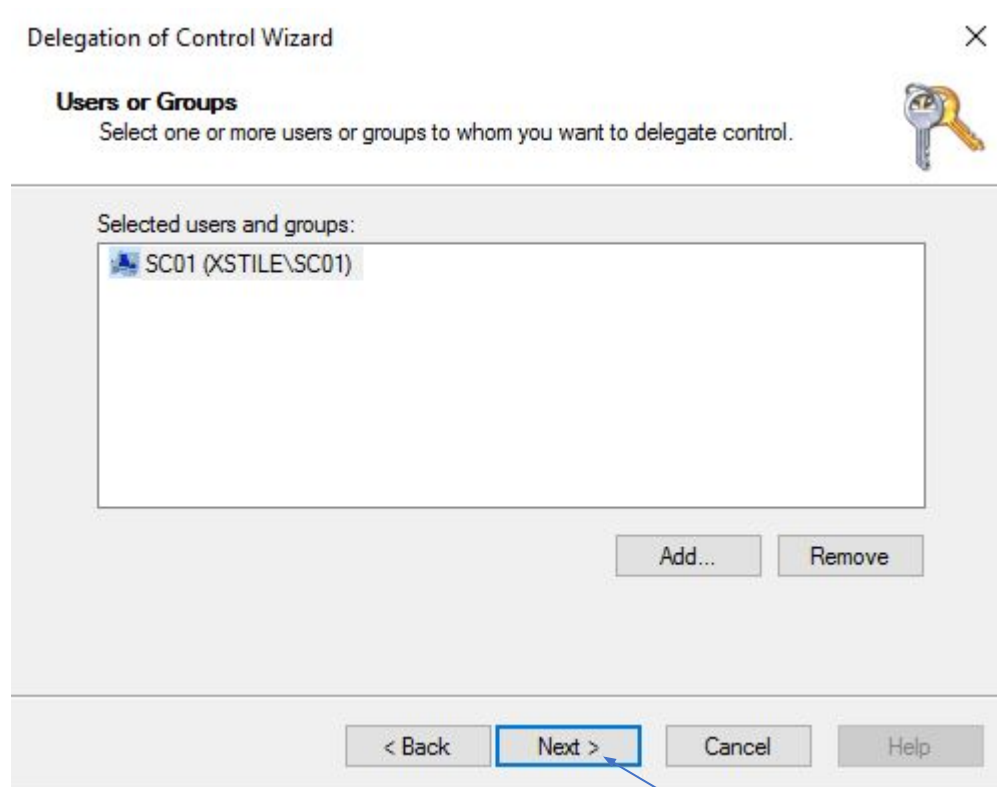 Delegation of Control Wizard
Users or Groups
Select one or more users or groups to whom you want to delegate control.
Selected users and groups:
SC01 (XSTILE\SC01)
Add...
Remove
< Back
Next >
Cancel
Help